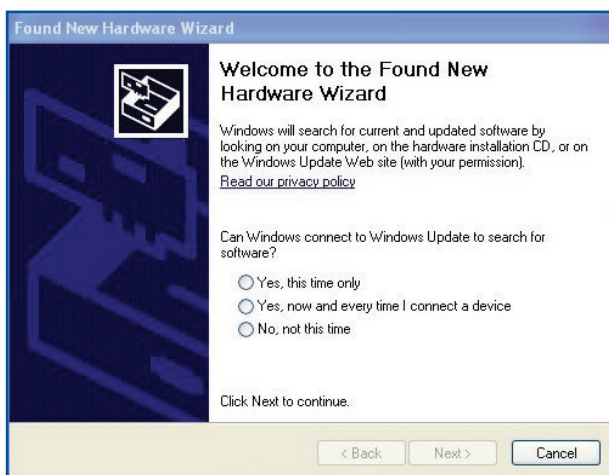 Found New Hardware Wizard
Welcome to the Found New
Hardware Wizard
Windows will search for current and updated software by
looking on your computer, on the hardware installation CD, or on
the Windows Update Web site (with your permission).
Read our privacy policy
Can Windows connect to Windows Update to search for
software?
Yes, this time only
Yes, now and every time I connect a device
No, not this time
Click Next to continue.
< Back
Next >
Cancel